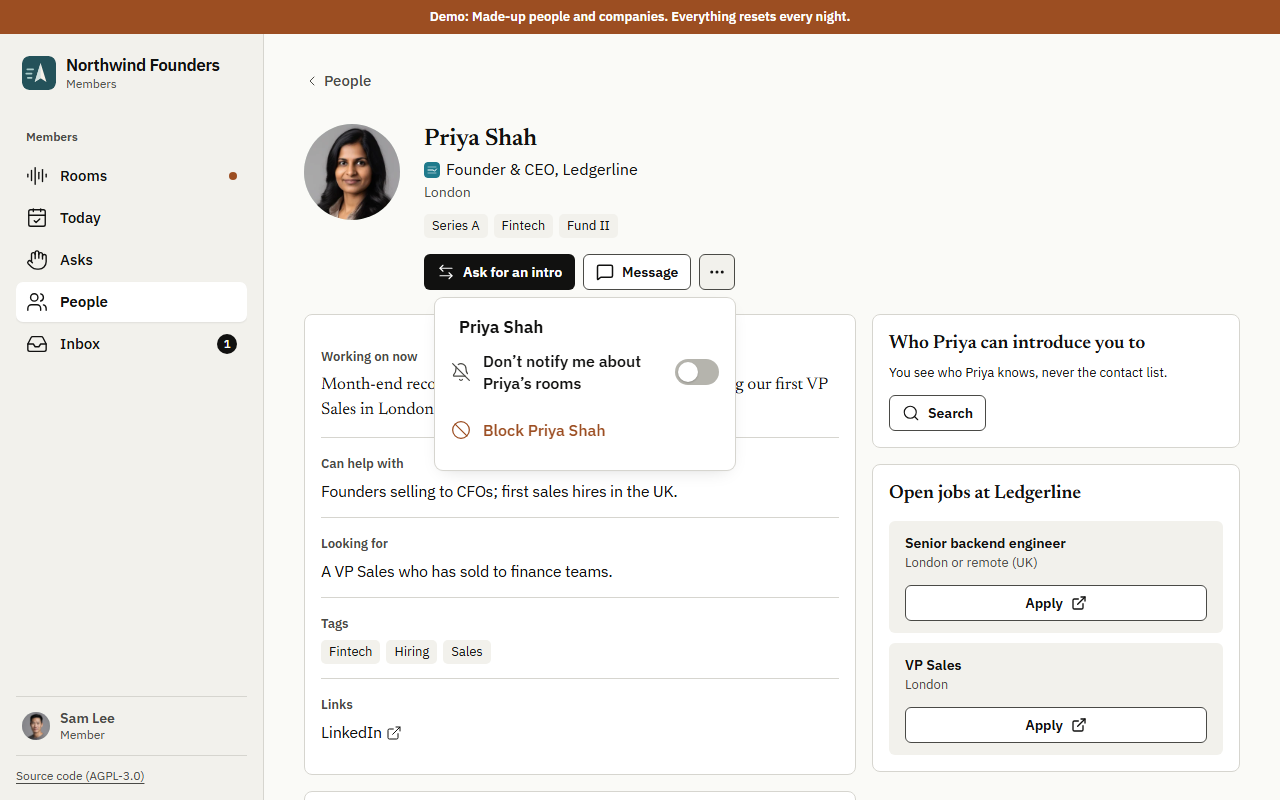 Demo: Made-up people and companies. Everything resets every night.
Northwind Founders
Members
Members
Rooms
Today
Asks
People
Inbox
1
Sam Lee
Member
Source code (AGPL-3.0)
People
Priya Shah
Founder & CEO, Ledgerline
London
Series A
Fintech
Fund II
Ask for an intro
Message
Priya Shah
Don’t notify me about
Priya’s rooms
Block Priya Shah
Working on now
Month-end g our first VP
Sales in London
Can help with
Founders selling to CFOs; first sales hires in the UK.
Looking for
A VP Sales who has sold to finance teams.
Tags
Fintech
Hiring
Sales
Links
LinkedIn
Who Priya can introduce you to
You see who Priya knows, never the contact list.
Search
Open jobs at Ledgerline
Senior backend engineer
London or remote (UK)
Apply
VP Sales
London
Apply